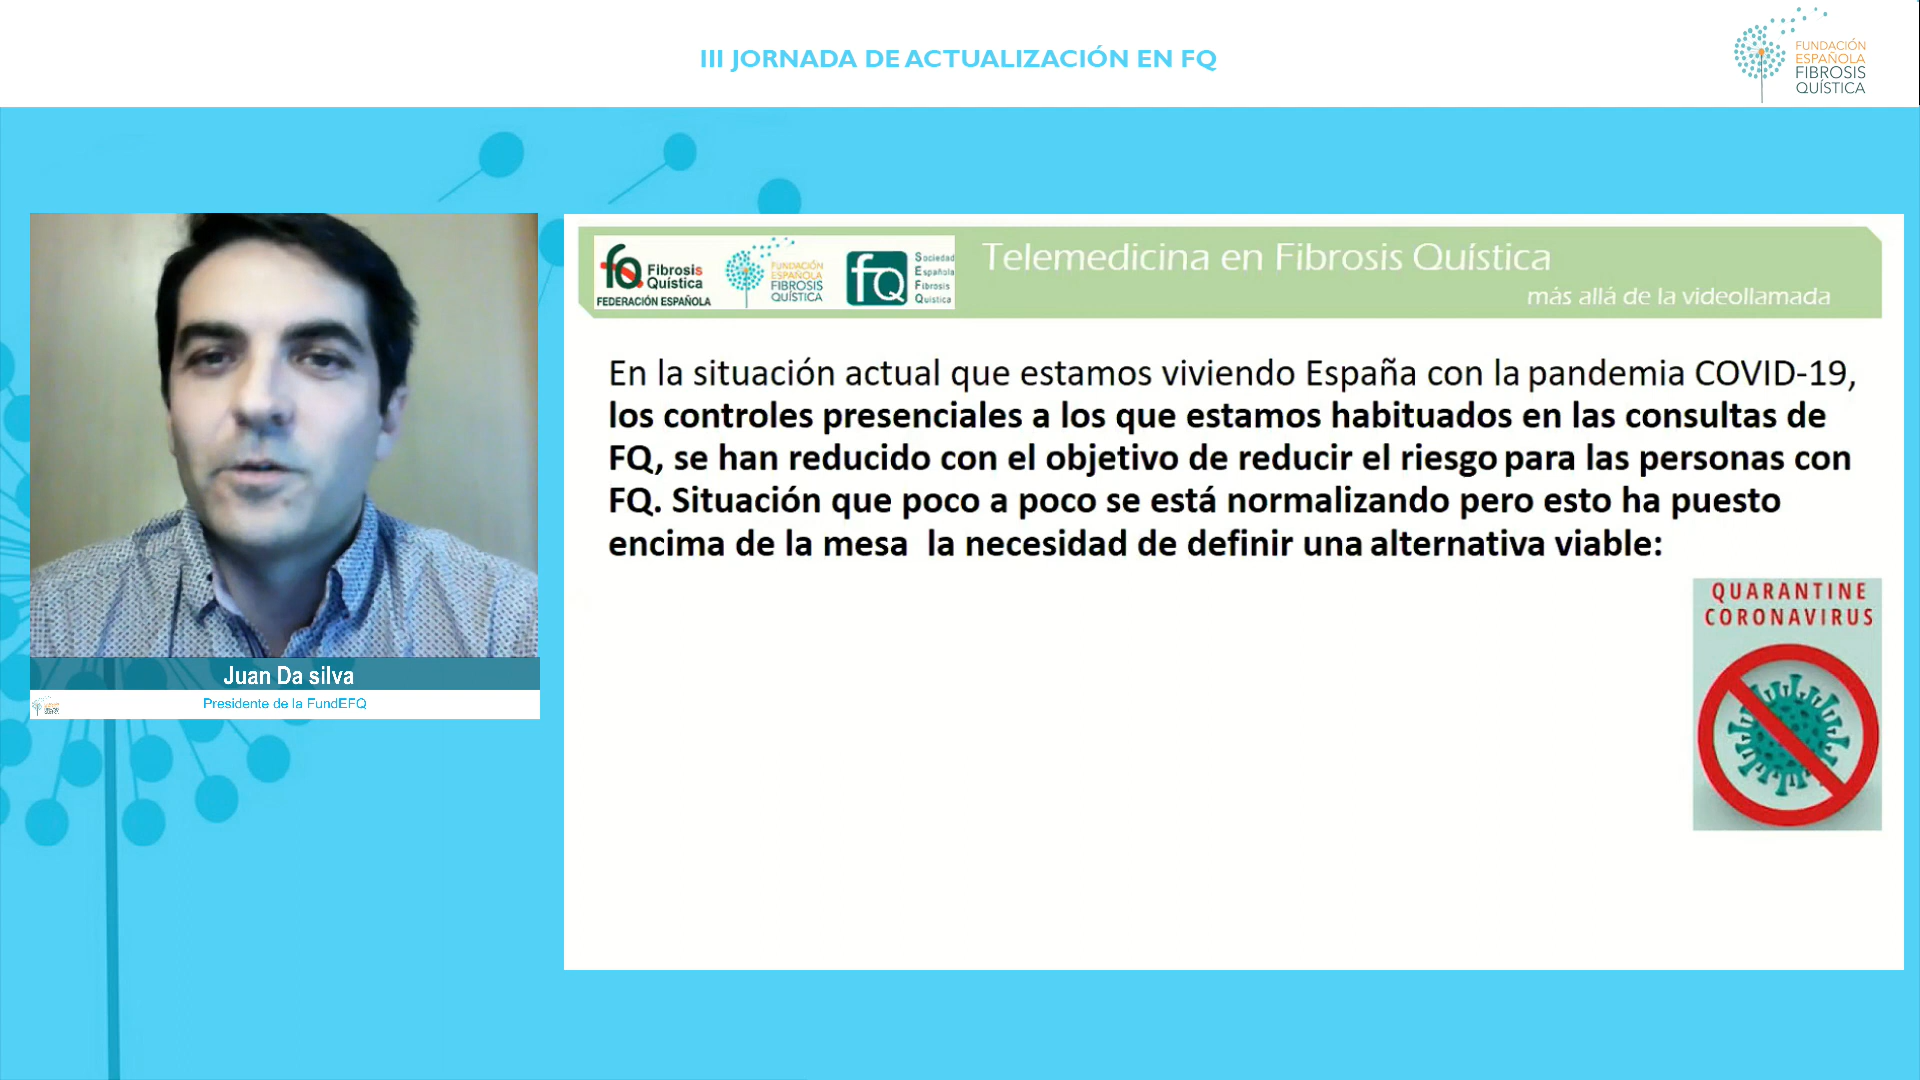 III JORNADA DE ACTUALIZACIÓN EN FQ
FUNDACIÓN
ESPAÑOLA
FIBROSIS
QUÍSTICA
fQ Fibrosis
Quística
FEDERACIÓN ESPAÑOLA
FUNDACIÓN
ESPAÑOLA
FIBROSIS
QUÍSTICA
fQ
Sociedad
Española
Fibrosis
Quística
Telemedicina en Fibrosis Quística
más allá de la videollamada
En la situación actual que estamos viviendo España con la pandemia COVID-19,
los controles presenciales a los que estamos habituados en las consultas de
FQ, se han reducido con el objetivo de reducir el riesgo para las personas con
FQ. Situación que poco a poco se está normalizando pero esto ha puesto
encima de la mesa la necesidad de definir una alternativa viable:
QUARANTINE
CORONAVIRUS
Juan Da silva
Presidente de la FundEFQ